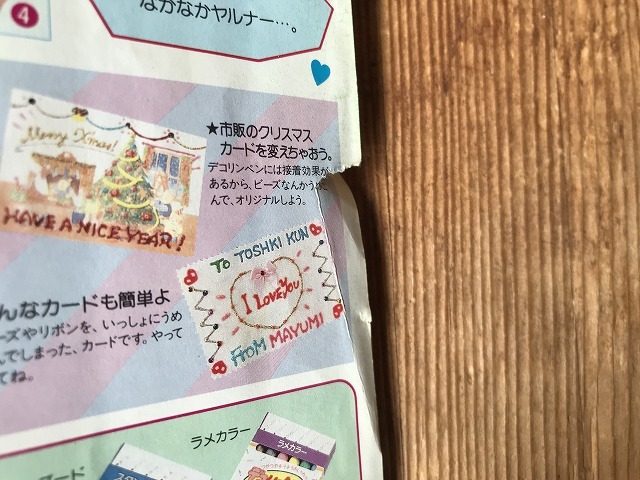 4
なかなかヤルナー…。
Merry Xmas!
HAVE A NICE YEAR!
★市販のクリスマス
カードを変えちゃおう。
デコリンペンには接着効果が
あるから、ビーズなんかうめこ
んで、オリジナルしよう。
TO TOSHKI KUN
I LOVE YOU
FROM MAYUMI
んなカードも簡単よ
ーズやリボンを、いっしょにうめ
んでしまった、カードです。やって
てね。
ラメカラー
ラメカラー